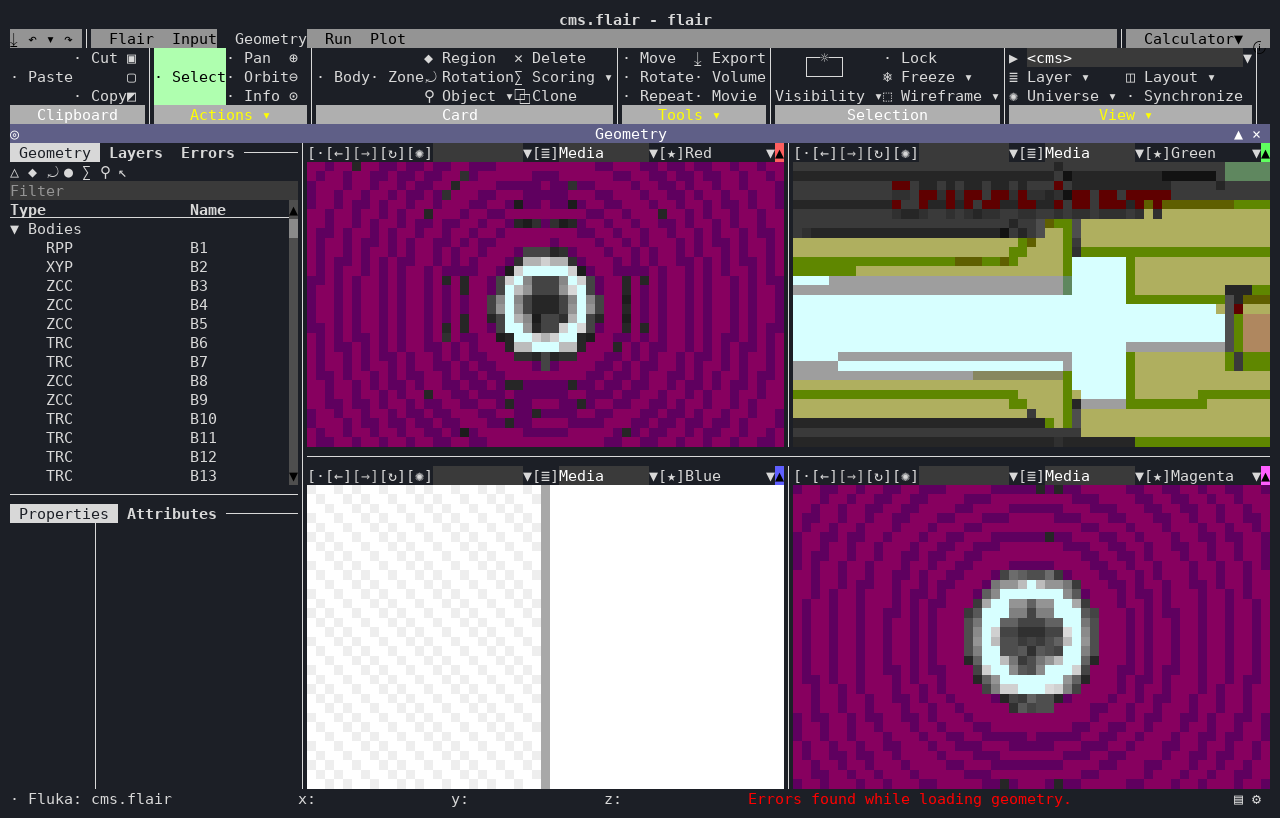 cms.flair - flair
Flair Input Geometry Run Plot Calculator▼
· Cut · Pan ◆ Region × Delete · Move Export · Lock ▶ <cms> ▼
· Paste · Select · Orbit · Body · Zone Rotation ∑ Scoring ▾ · Rotate · Volume ❄ Freeze ▾ ≣ Layer ▾ Layout ▾
· Copy · Info Object ▾ Clone · Repeat · Movie Visibility ▾ Wireframe ▾ Universe ▾ · Synchronize
Clipboard Actions ▾ Card Tools ▾ Selection View ▾
Geometry ▲ ×
Geometry Layers Errors [·[←][→][↻][◉] ▼[≣]Media ▼[★]Red ▼▲ [·[←][→][↻][◉] ▼[≣]Media ▼[★]Green ▼▲
Filter
Type Name
▼ Bodies
RPP B1
XYP B2
ZCC B3
ZCC B4
ZCC B5
TRC B6
TRC B7
ZCC B8
ZCC B9
TRC B10
TRC B11
TRC B12
TRC B13
[·[←][→][↻][◉] ▼[≣]Media ▼[★]Blue ▼▲ [·[←][→][↻][◉] ▼[≣]Media ▼[★]Magenta ▼▲
Properties Attributes
· Fluka: cms.flair x: y: z: Errors found while loading geometry.